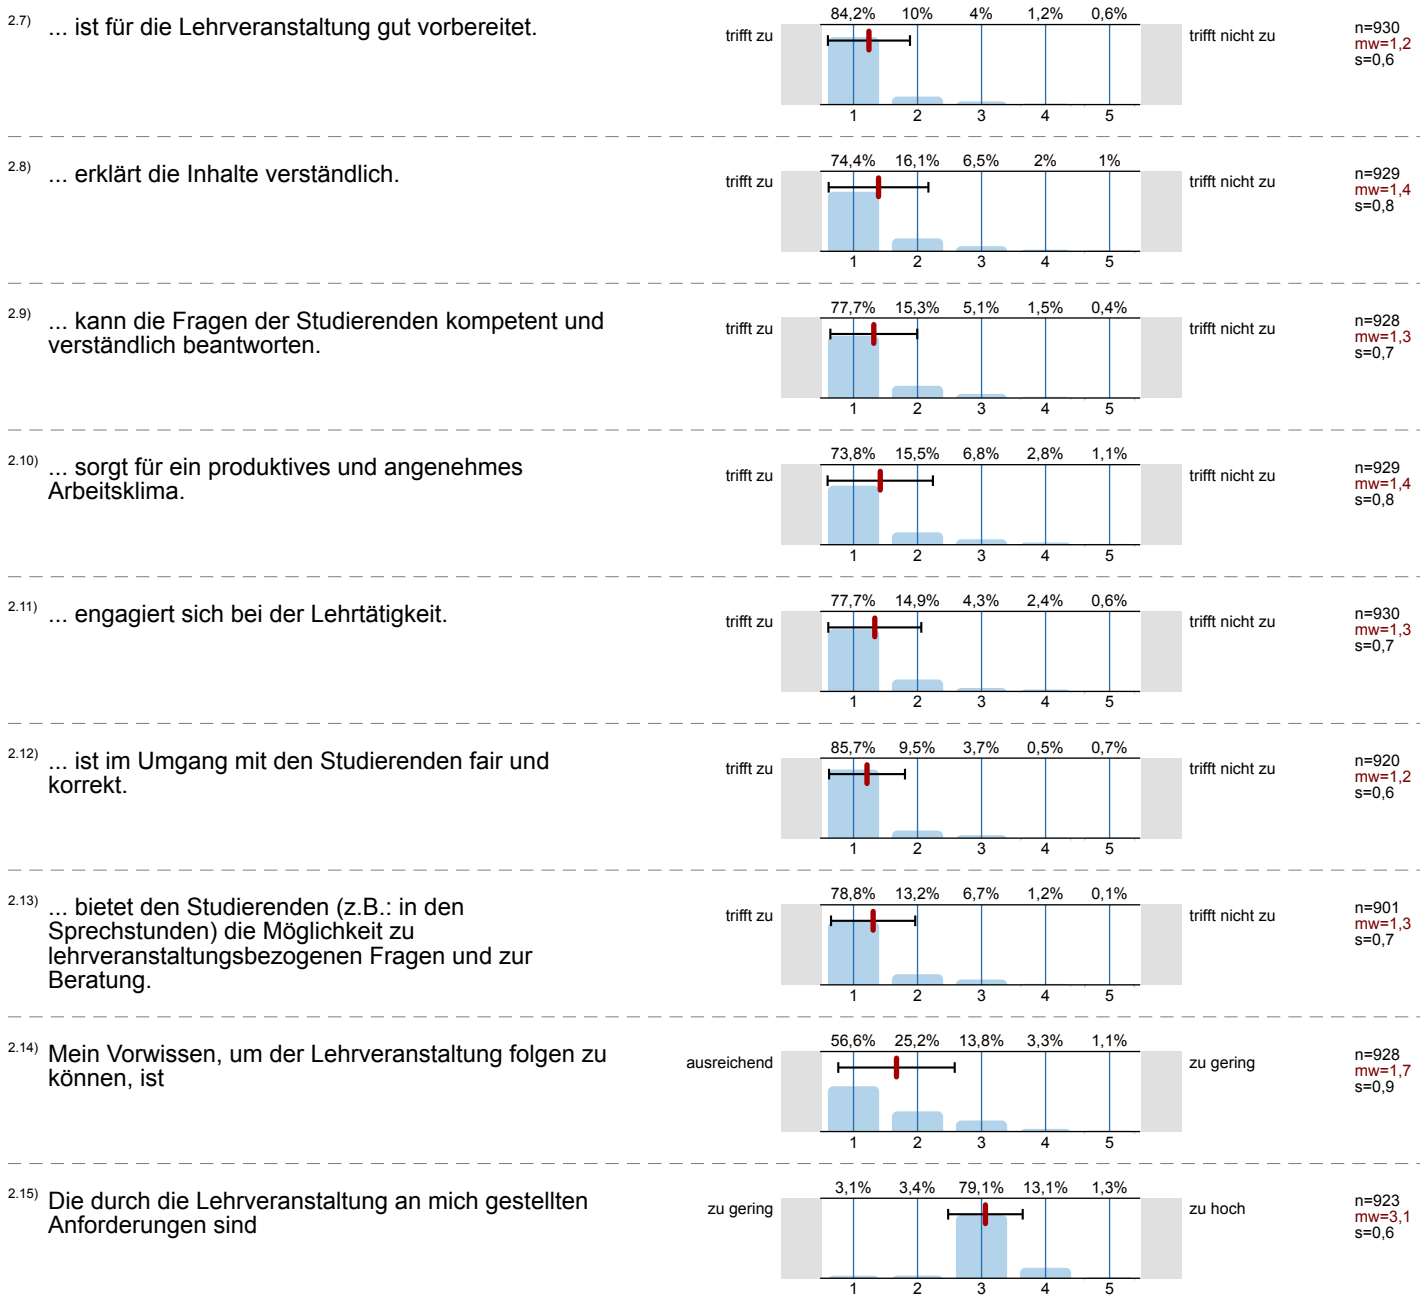 2.7) ... ist für die Lehrveranstaltung gut vorbereitet.
84,2% 10% 4% 1,2% 0,6%
trifft zu
trifft nicht zu
n=930
mw=1,2
s=0,6
1 2 3 4 5
2.8) ... erklärt die Inhalte verständlich.
74,4% 16,1% 6,5% 2% 1%
trifft zu
trifft nicht zu
n=929
mw=1,4
s=0,8
1 2 3 4 5
2.9) ... kann die Fragen der Studierenden kompetent und
verständlich beantworten.
77,7% 15,3% 5,1% 1,5% 0,4%
trifft zu
trifft nicht zu
n=928
mw=1,3
s=0,7
1 2 3 4 5
2.10) ... sorgt für ein produktives und angenehmes
Arbeitsklima.
73,8% 15,5% 6,8% 2,8% 1,1%
trifft zu
trifft nicht zu
n=929
mw=1,4
s=0,8
1 2 3 4 5
2.11) ... engagiert sich bei der Lehrtätigkeit.
77,7% 14,9% 4,3% 2,4% 0,6%
trifft zu
trifft nicht zu
n=930
mw=1,3
s=0,7
1 2 3 4 5
2.12) ... ist im Umgang mit den Studierenden fair und
korrekt.
85,7% 9,5% 3,7% 0,5% 0,7%
trifft zu
trifft nicht zu
n=920
mw=1,2
s=0,6
1 2 3 4 5
2.13) ... bietet den Studierenden (z.B.: in den
Sprechstunden) die Möglichkeit zu
lehrveranstaltungsbezogenen Fragen und zur
Beratung.
78,8% 13,2% 6,7% 1,2% 0,1%
trifft zu
trifft nicht zu
n=901
mw=1,3
s=0,7
1 2 3 4 5
2.14) Mein Vorwissen, um der Lehrveranstaltung folgen zu
können, ist
56,6% 25,2% 13,8% 3,3% 1,1%
ausreichend
zu gering
n=928
mw=1,7
s=0,9
1 2 3 4 5
2.15) Die durch die Lehrveranstaltung an mich gestellten
Anforderungen sind
3,1% 3,4% 79,1% 13,1% 1,3%
zu gering
zu hoch
n=923
mw=3,1
s=0,6
1 2 3 4 5